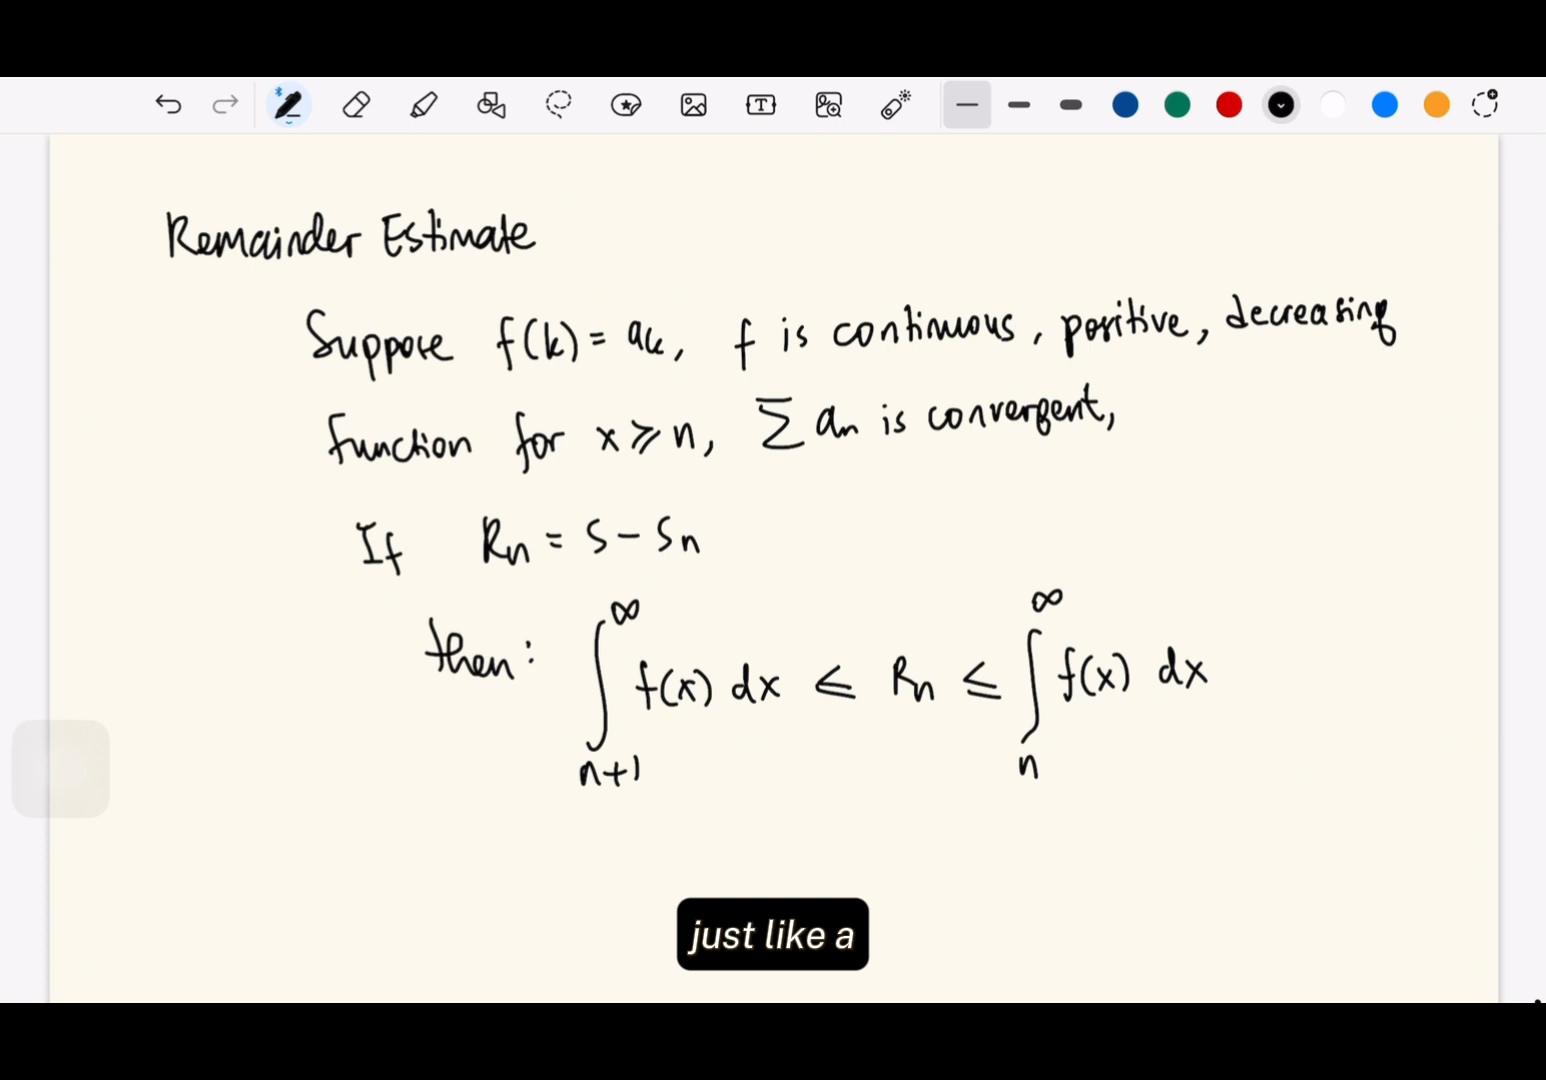 Remainder Estimate
Suppose f(k) = aₖ, f is continuous, positive, decreasing
function for x ⩾ n, ∑ aₙ is convergent,
If Rₙ = s − sₙ
then: ∫ₙ₊₁^∞ f(x) dx ≤ Rₙ ≤ ∫ₙ^∞ f(x) dx
just like a